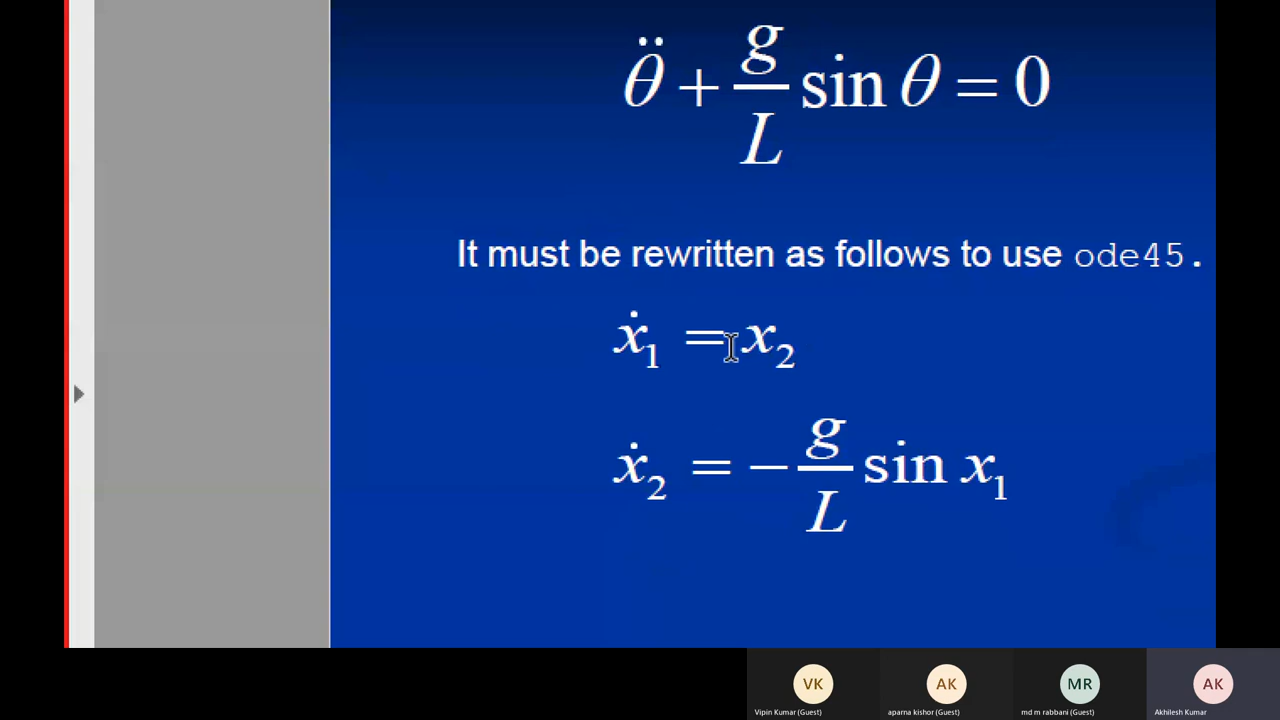 θ̈ + g/L sin θ = 0
It must be rewritten as follows to use ode45.
ẋ₁ = x₂
ẋ₂ = − g/L sin x₁
VK AK MR AK
Vipin Kumar (Guest) aparna kishor (Guest) md m rabbani (Guest) Akhilesh Kumar